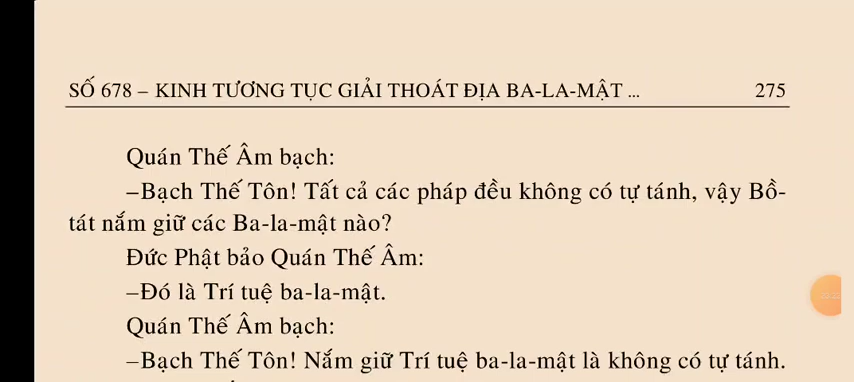 SỐ 678 – KINH TƯƠNG TỤC GIẢI THOÁT ĐỊA BA-LA-MẬT ... 275
Quán Thế Âm bạch:
–Bạch Thế Tôn! Tất cả các pháp đều không có tự tánh, vậy Bồ-
tát nắm giữ các Ba-la-mật nào?
Đức Phật bảo Quán Thế Âm:
–Đó là Trí tuệ ba-la-mật.
Quán Thế Âm bạch:
–Bạch Thế Tôn! Nắm giữ Trí tuệ ba-la-mật là không có tự tánh.